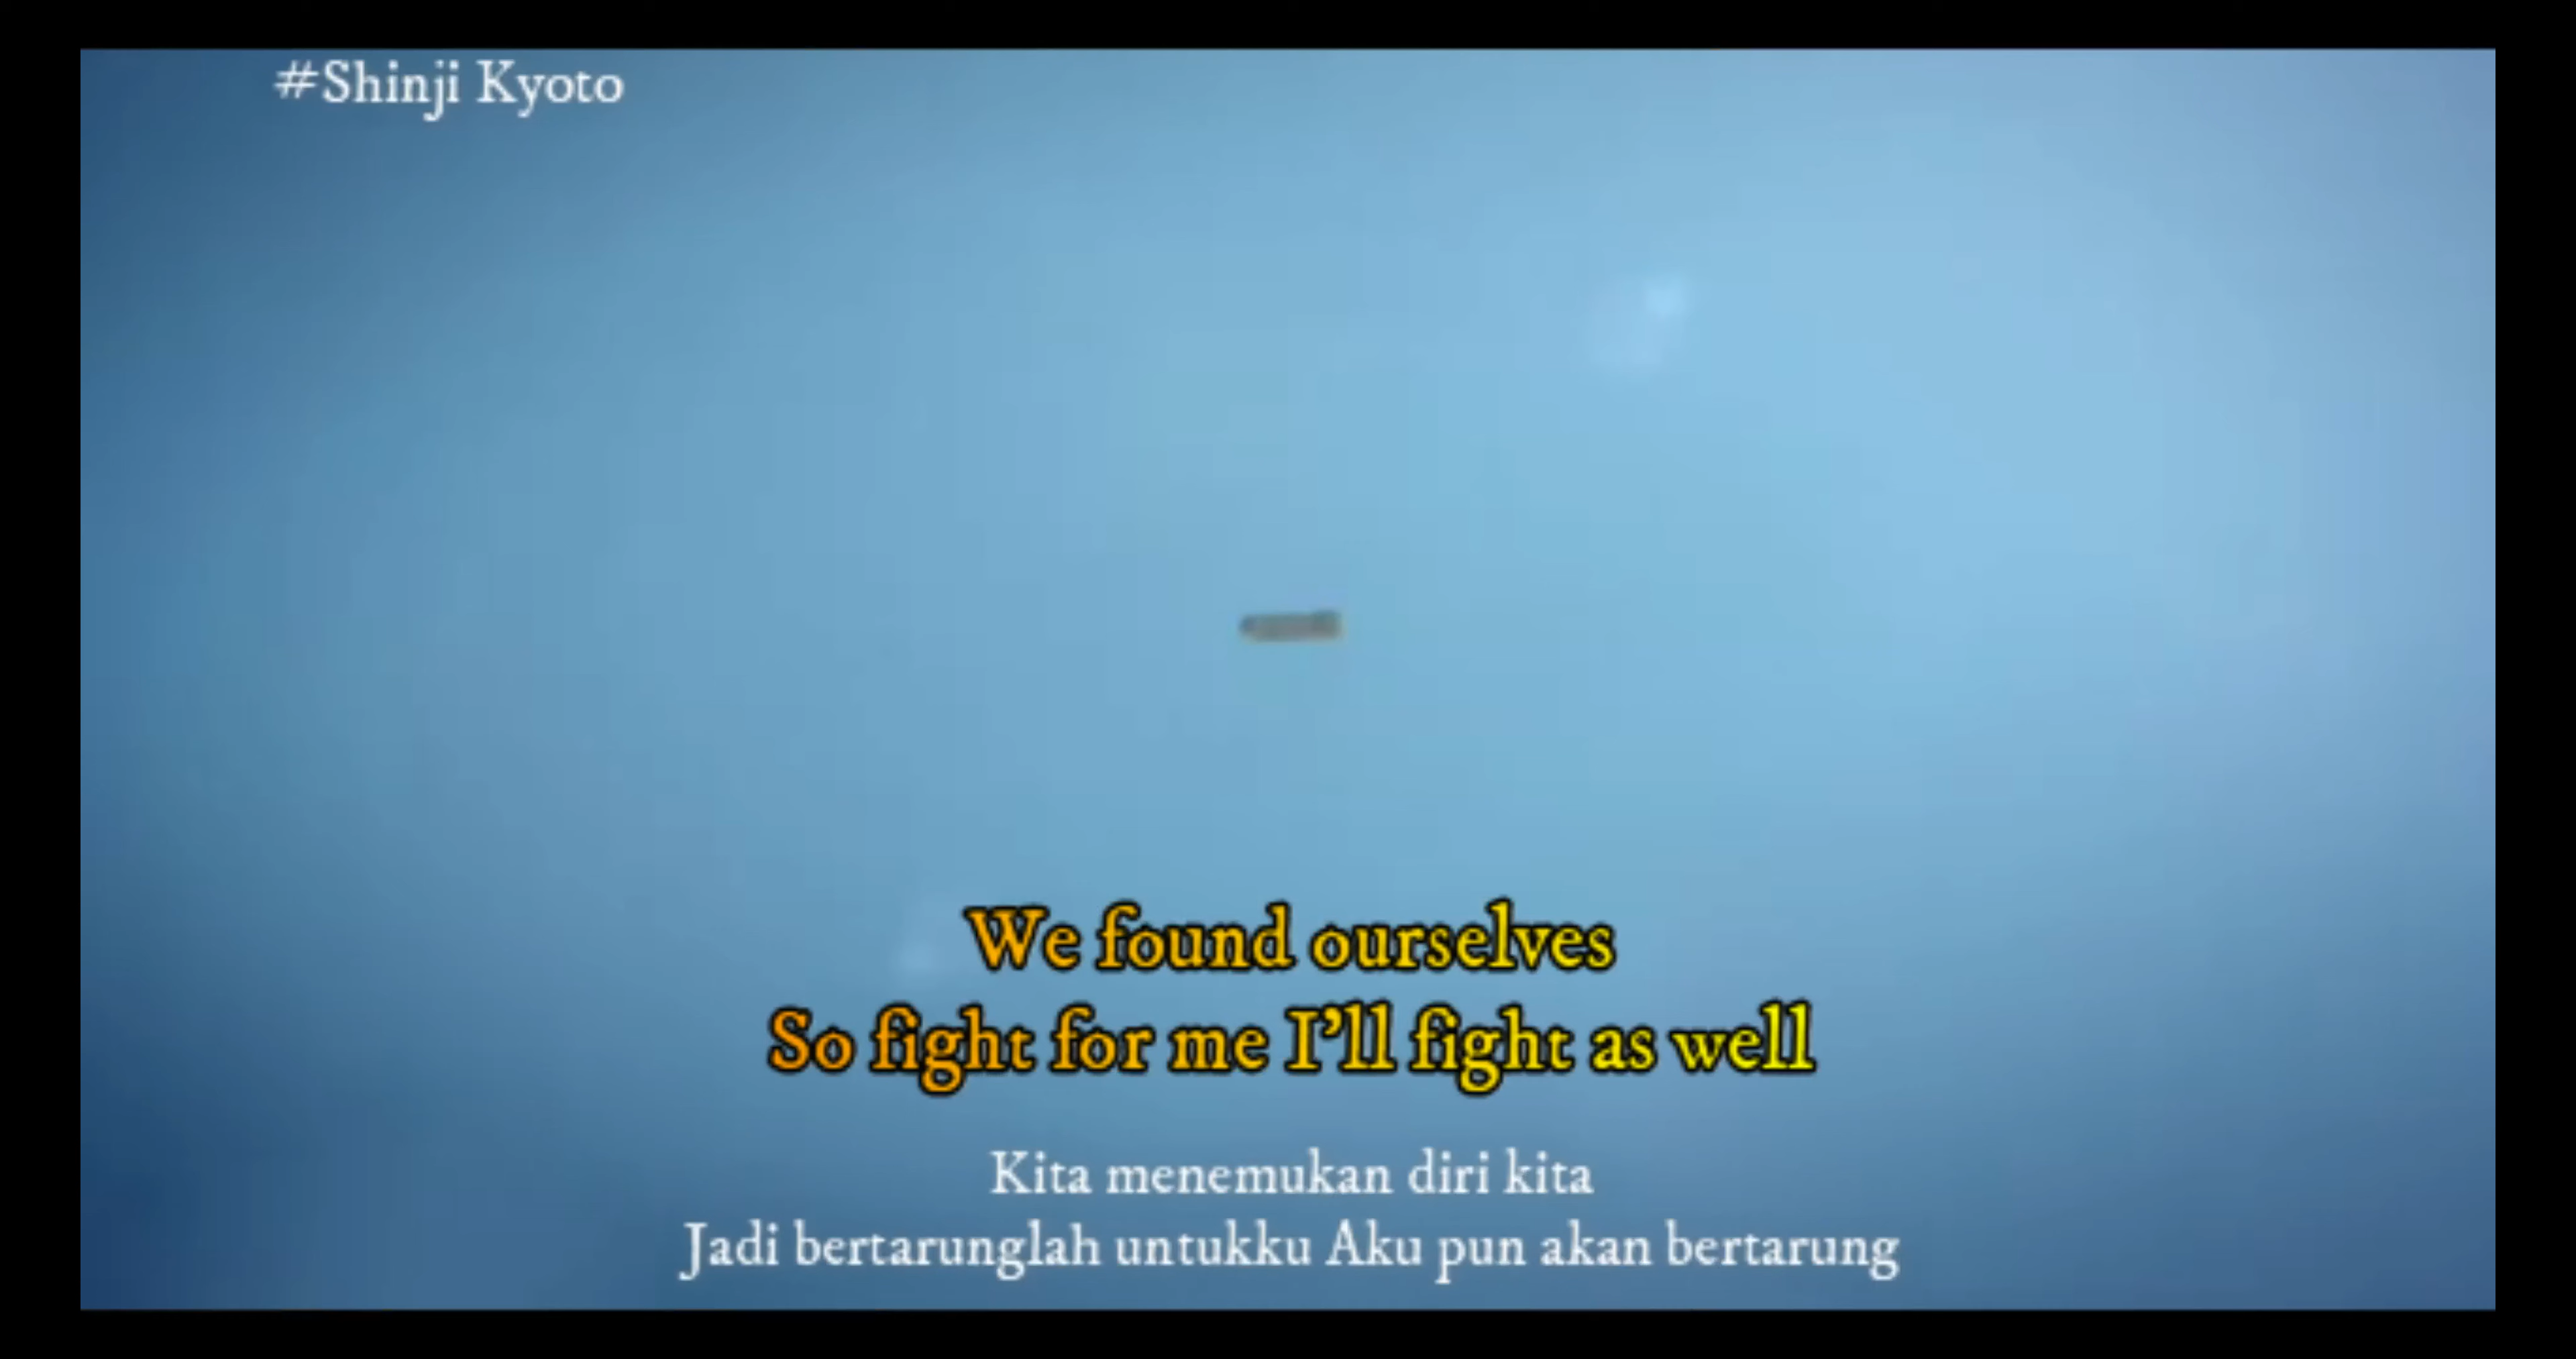 #Shinji Kyoto
We found ourselves
So fight for me I'll fight as well
Kita menemukan diri kita
Jadi bertarunglah untukku Aku pun akan bertarung